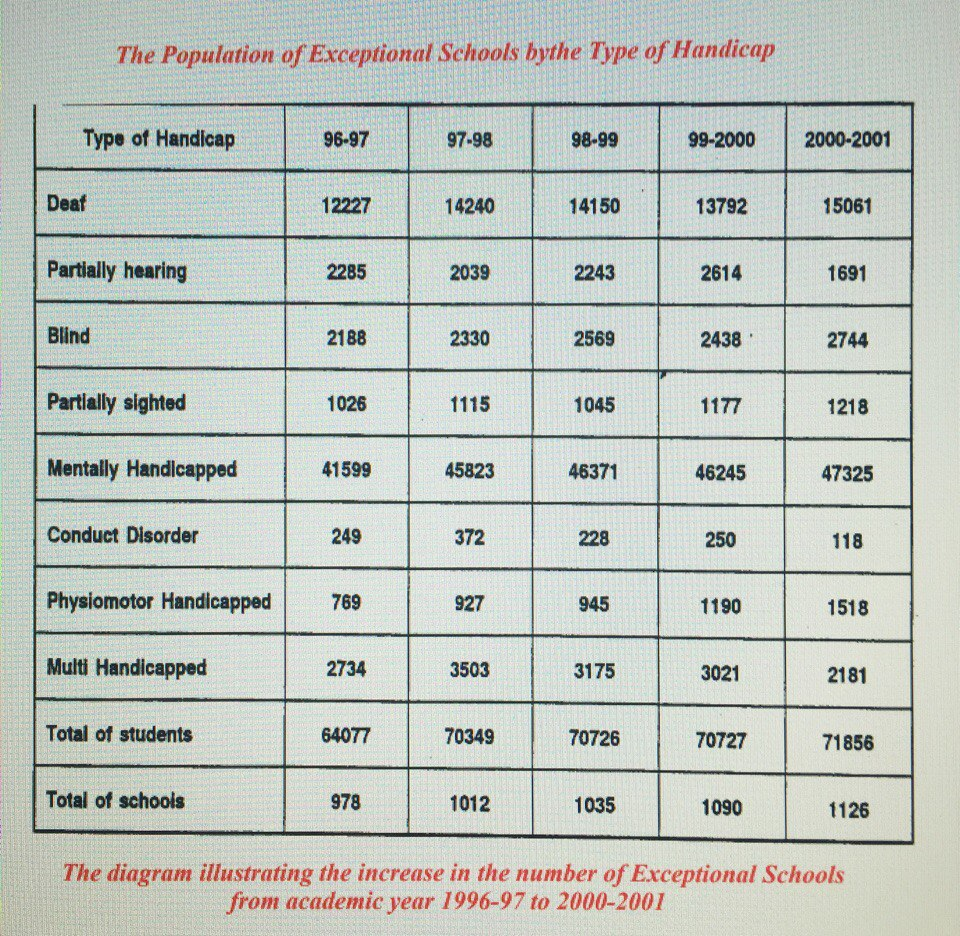 The Population of Exceptional Schools bythe Type of Handicap
Type of Handicap 96-97 97-98 98-99 99-2000 2000-2001
Deaf 12227 14240 14150 13792 15061
Partially hearing 2285 2039 2243 2614 1691
Blind 2188 2330 2569 2438 2744
Partially sighted 1026 1115 1045 1177 1218
Mentally Handicapped 41599 45823 46371 46245 47325
Conduct Disorder 249 372 228 250 118
Physiomotor Handicapped 769 927 945 1190 1518
Multi Handicapped 2734 3503 3175 3021 2181
Total of students 64077 70349 70726 70727 71856
Total of schools 978 1012 1035 1090 1126
The diagram illustrating the increase in the number of Exceptional Schools
from academic year 1996-97 to 2000-2001